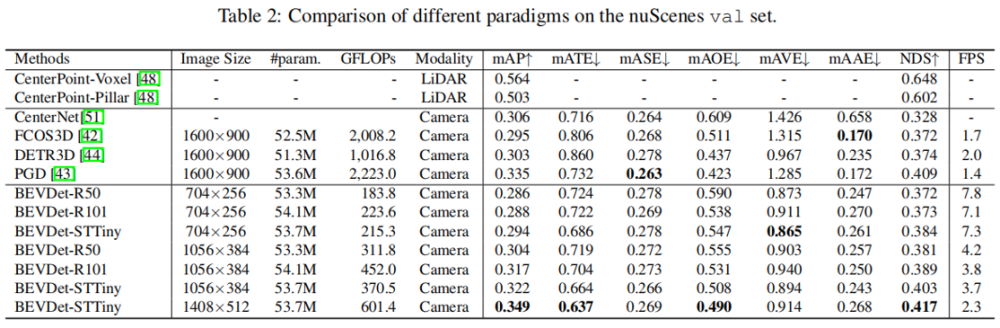 Table 2: Comparison of different paradigms on the nuScenes val set.
Methods Image Size #param. GFLOPs Modality mAP↑ mATE↓ mASE↓ mAOE↓ mAVE↓ mAAE↓ NDS↑ FPS
CenterPoint-Voxel [48] - - - LiDAR 0.564 - - - - - 0.648 -
CenterPoint-Pillar [48] - - - LiDAR 0.503 - - - - - 0.602 -
CenterNet[51] - - - Camera 0.306 0.716 0.264 0.609 1.426 0.658 0.328 -
FCOS3D [42] 1600×900 52.5M 2,008.2 Camera 0.295 0.806 0.268 0.511 1.315 0.170 0.372 1.7
DETR3D [44] 1600×900 51.3M 1,016.8 Camera 0.303 0.860 0.278 0.437 0.967 0.235 0.374 2.0
PGD [43] 1600×900 53.6M 2,223.0 Camera 0.335 0.732 0.263 0.423 1.285 0.172 0.409 1.4
BEVDet-R50 704×256 53.3M 183.8 Camera 0.286 0.724 0.278 0.590 0.873 0.247 0.372 7.8
BEVDet-R101 704×256 54.1M 223.6 Camera 0.288 0.722 0.269 0.538 0.911 0.270 0.373 7.1
BEVDet-STTiny 704×256 53.7M 215.3 Camera 0.294 0.686 0.278 0.547 0.865 0.261 0.384 7.3
BEVDet-R50 1056×384 53.3M 311.8 Camera 0.304 0.719 0.272 0.555 0.903 0.257 0.381 4.2
BEVDet-R101 1056×384 54.1M 452.0 Camera 0.317 0.704 0.273 0.531 0.940 0.250 0.389 3.8
BEVDet-STTiny 1056×384 53.7M 370.5 Camera 0.322 0.664 0.266 0.508 0.894 0.243 0.403 3.7
BEVDet-STTiny 1408×512 53.7M 601.4 Camera 0.349 0.637 0.269 0.490 0.914 0.268 0.417 2.3